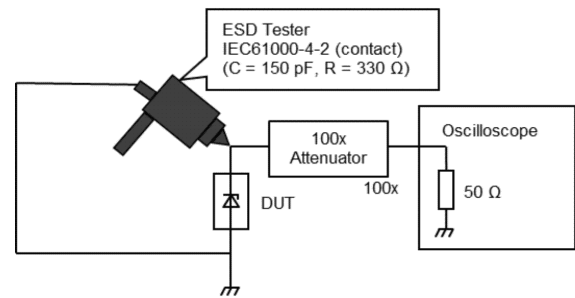 ESD Tester
IEC61000-4-2 (contact)
(C = 150 pF, R = 330 Ω)
100x
Attenuator
Oscilloscope
100x
50 Ω
DUT